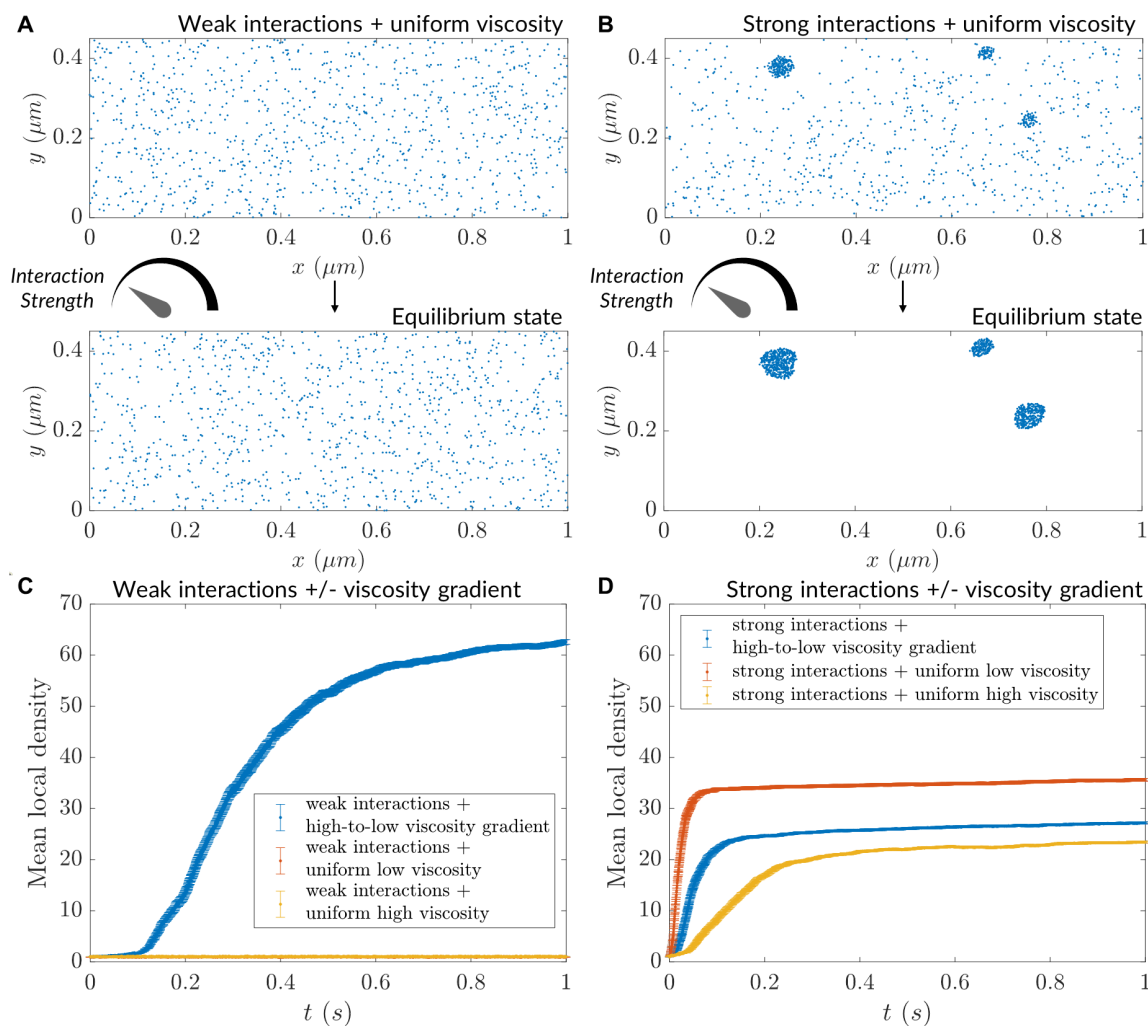 A
Weak interactions + uniform viscosity
0.4
0.2
0
y (μm)
0 0.2 0.4 0.6 0.8 1
x (μm)
Interaction
Strength
Equilibrium state
0.4
0.2
0
y (μm)
0 0.2 0.4 0.6 0.8 1
x (μm)
B
Strong interactions + uniform viscosity
0.4
0.2
0
y (μm)
0 0.2 0.4 0.6 0.8 1
x (μm)
Interaction
Strength
Equilibrium state
0.4
0.2
0
y (μm)
0 0.2 0.4 0.6 0.8 1
x (μm)
C
Weak interactions +/- viscosity gradient
70
60
50
40
30
20
10
0
Mean local density
weak interactions +
high-to-low viscosity gradient
weak interactions +
uniform low viscosity
weak interactions +
uniform high viscosity
0 0.2 0.4 0.6 0.8 1
t (s)
D
Strong interactions +/- viscosity gradient
70
60
50
40
30
20
10
0
Mean local density
strong interactions +
high-to-low viscosity gradient
strong interactions + uniform low viscosity
strong interactions + uniform high viscosity
0 0.2 0.4 0.6 0.8 1
t (s)